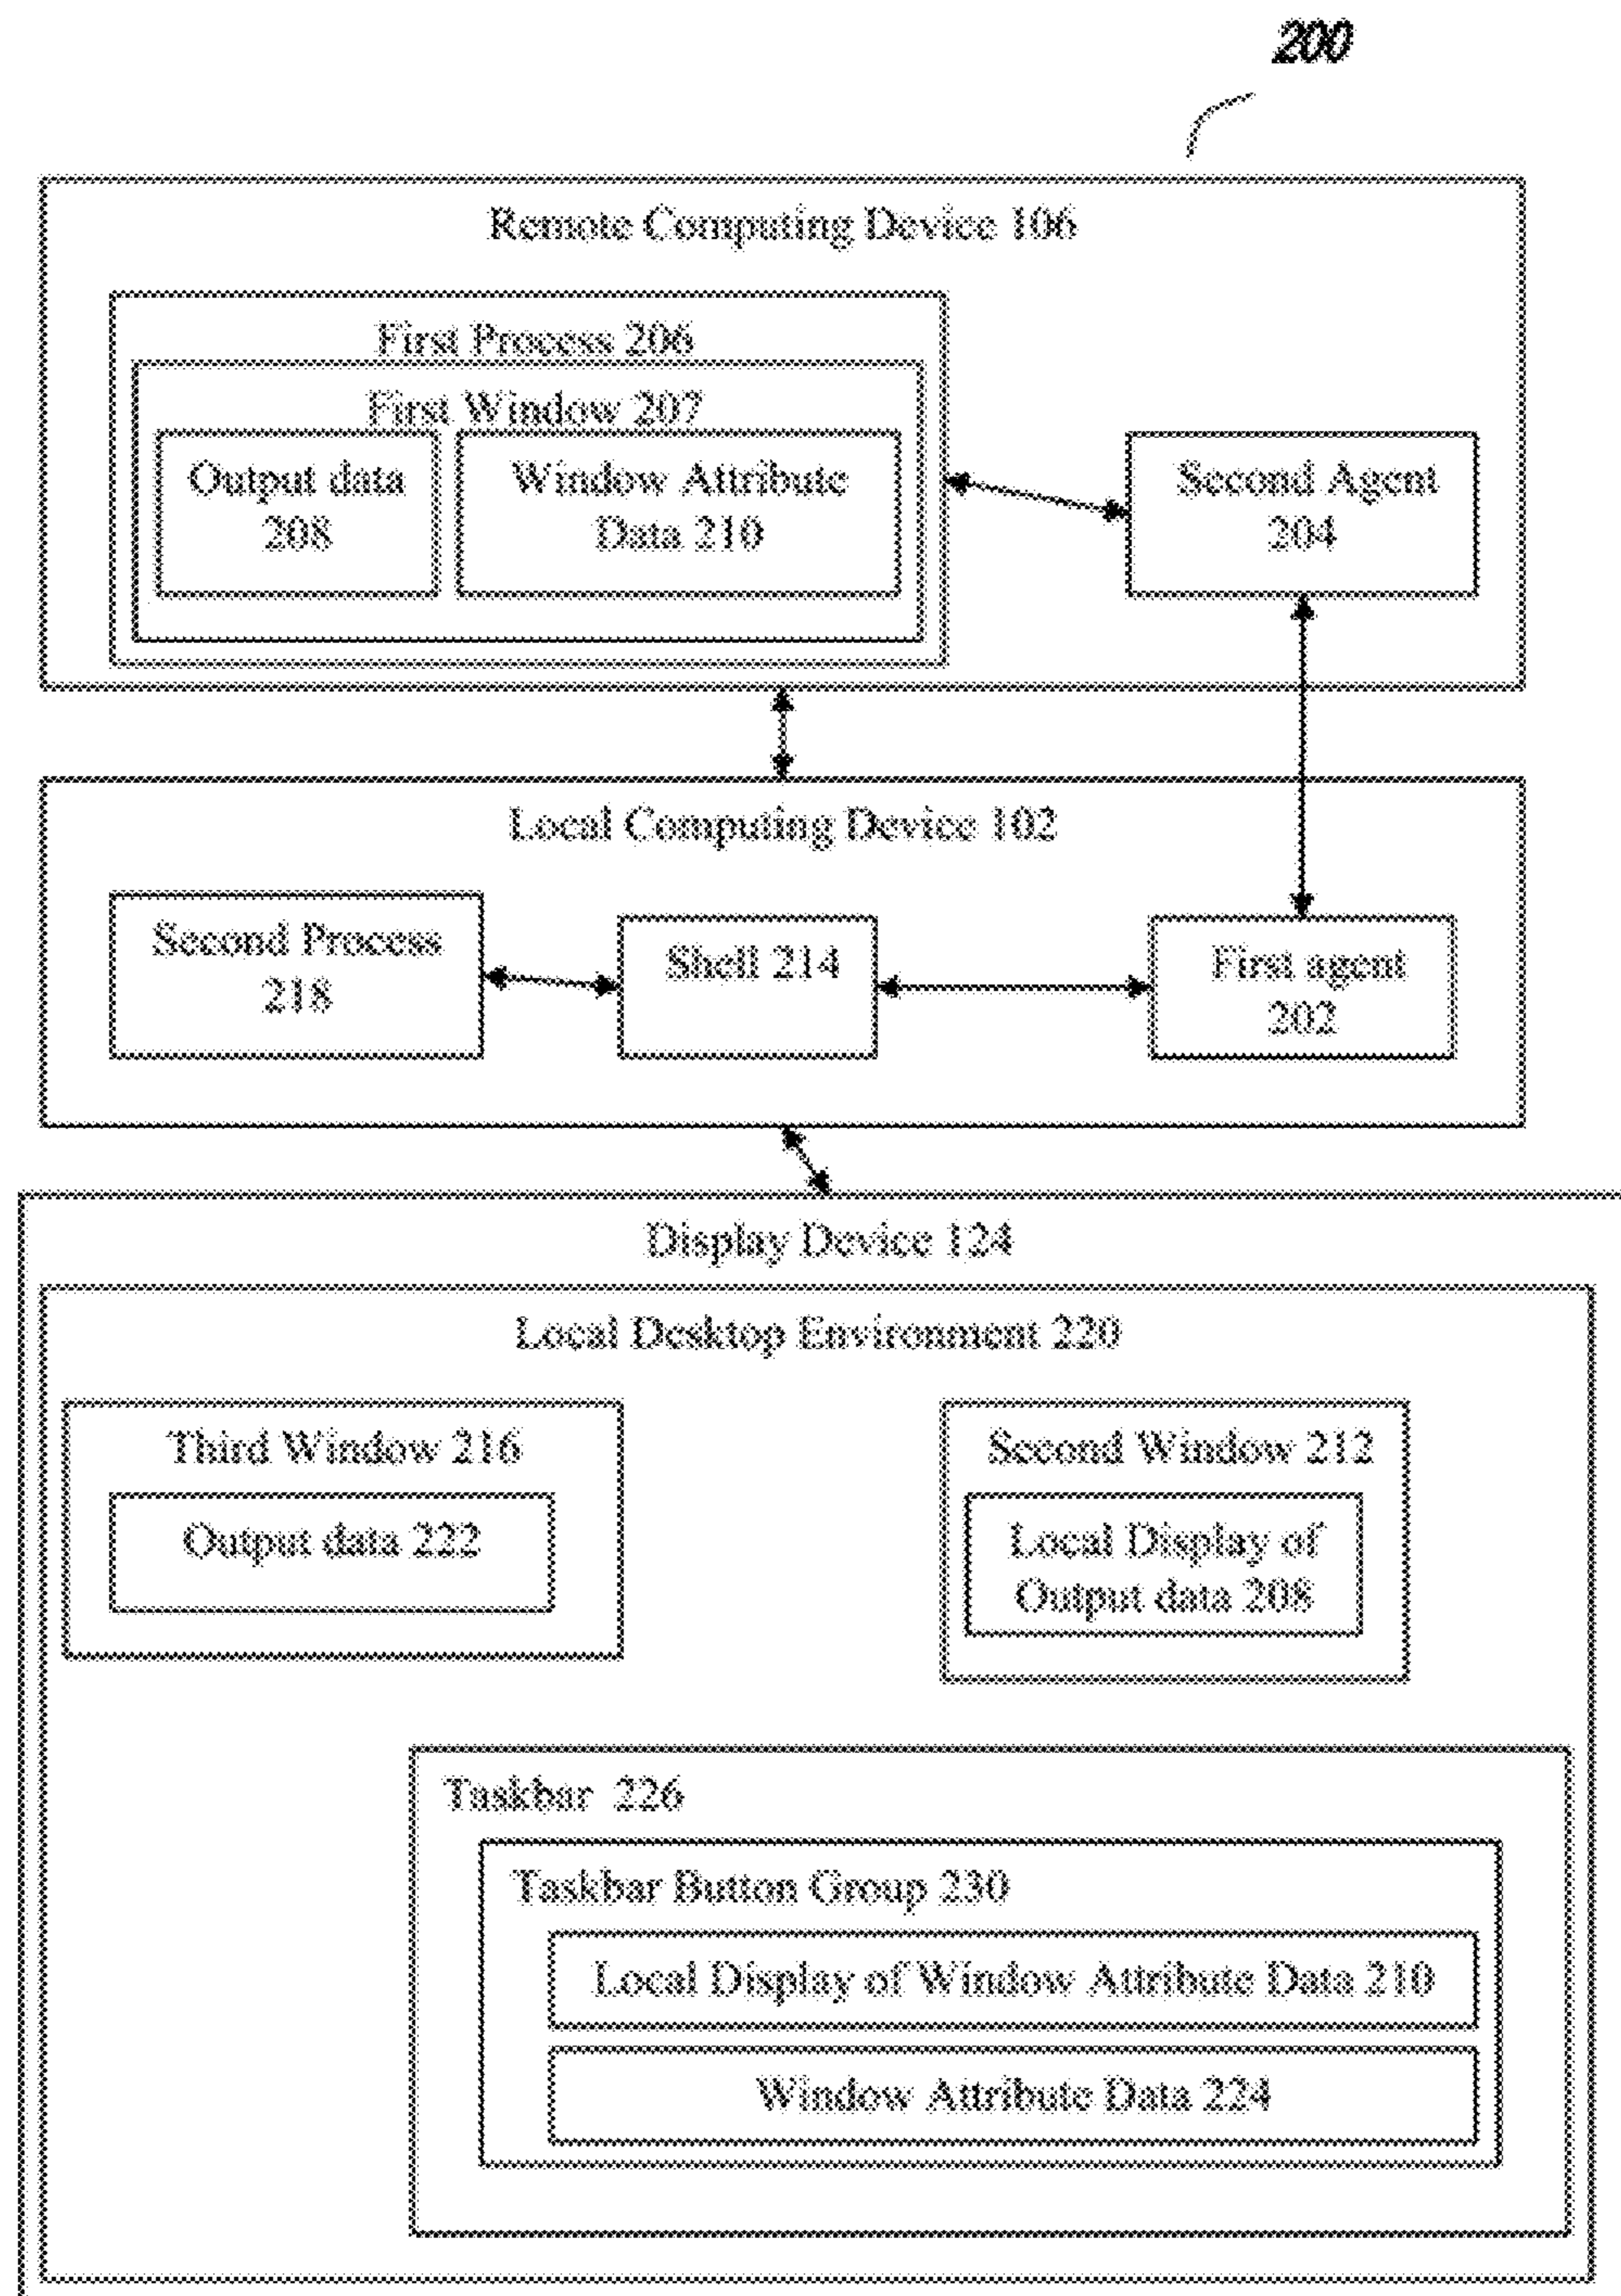 200
Remote Computing Device 106
First Process 206
First Window 207
Output data
208
Window Attribute
Data 210
Second Agent
204
Local Computing Device 102
Second Process
218
Shell 214
First agent
202
Display Device 124
Local Desktop Environment 220
Third Window 216
Output data 222
Second Window 212
Local Display of
Output data 208
Taskbar 226
Taskbar Button Group 230
Local Display of Window Attribute Data 210
Window Attribute Data 224